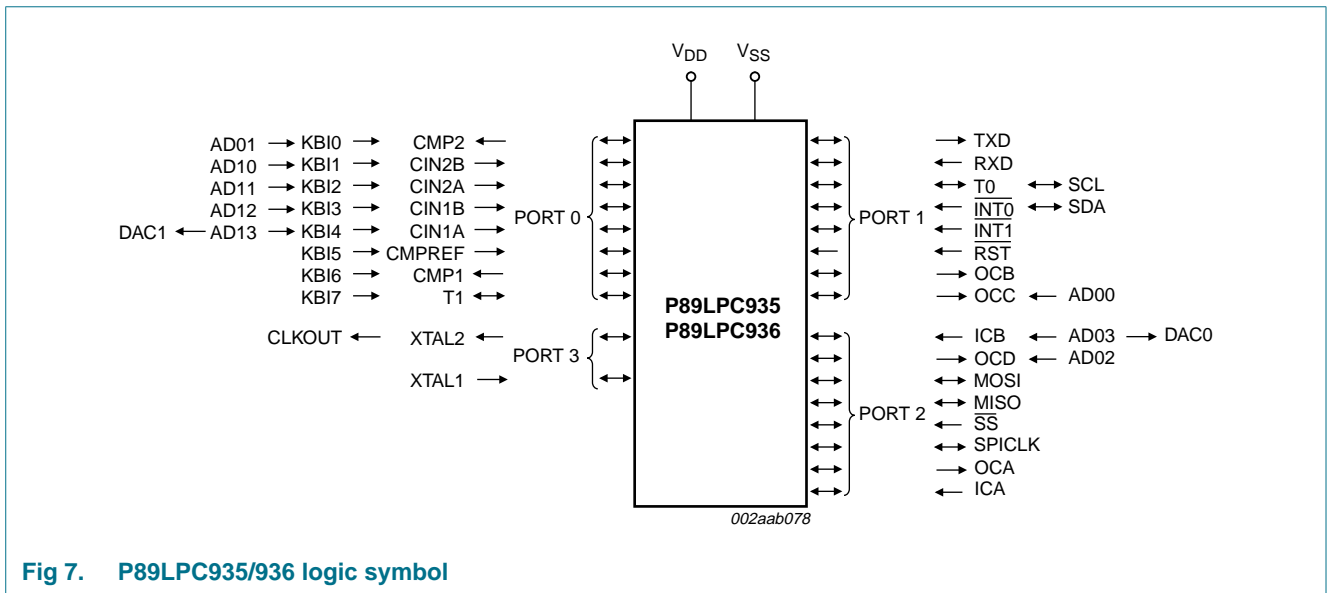 VDD VSS
AD01 KBI0 CMP2 TXD
AD10 KBI1 CIN2B RXD
AD11 KBI2 CIN2A T0 SCL
AD12 KBI3 CIN1B INT0 SDA
DAC1 AD13 KBI4 CIN1A PORT 0 PORT 1 INT1
KBI5 CMPREF RST
KBI6 CMP1 OCB
KBI7 T1 OCC AD00
P89LPC935
P89LPC936
CLKOUT XTAL2 PORT 3 ICB AD03 DAC0
OCD AD02
XTAL1 MOSI
MISO
PORT 2
SS
SPICLK
OCA
ICA
002aab078
Fig 7. P89LPC935/936 logic symbol